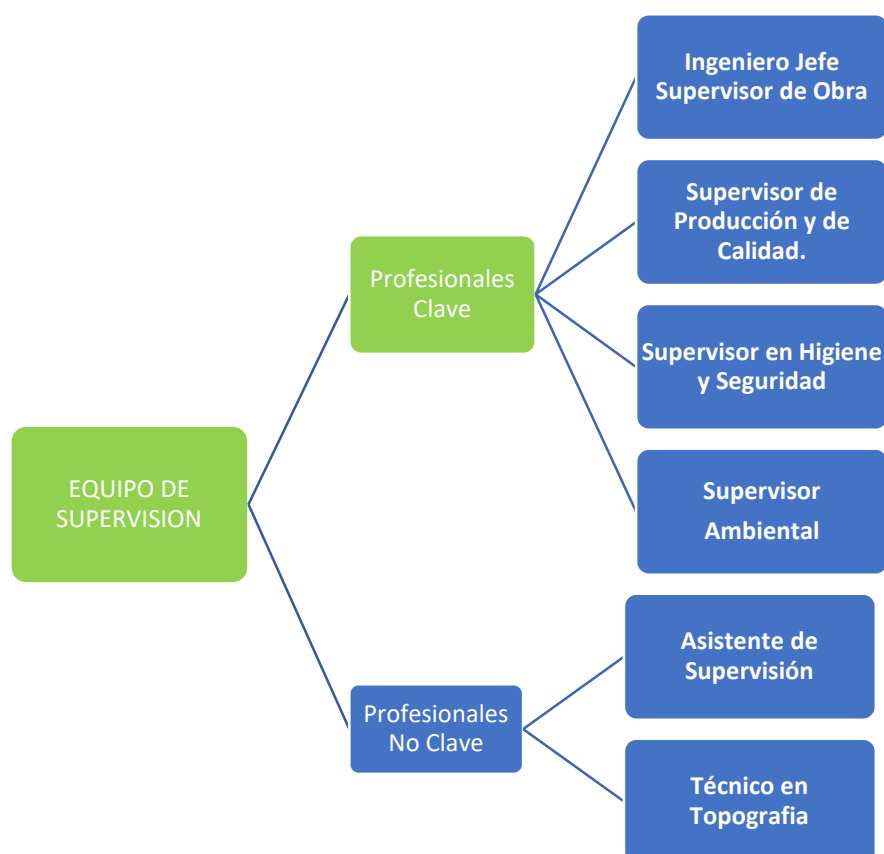 EQUIPO DE
SUPERVISION
Profesionales
Clave
Ingeniero Jefe
Supervisor de Obra
Supervisor de
Producción y de
Calidad.
Supervisor en Higiene
y Seguridad
Supervisor
Ambiental
Profesionales
No Clave
Asistente de
Supervisión
Técnico en
Topografia